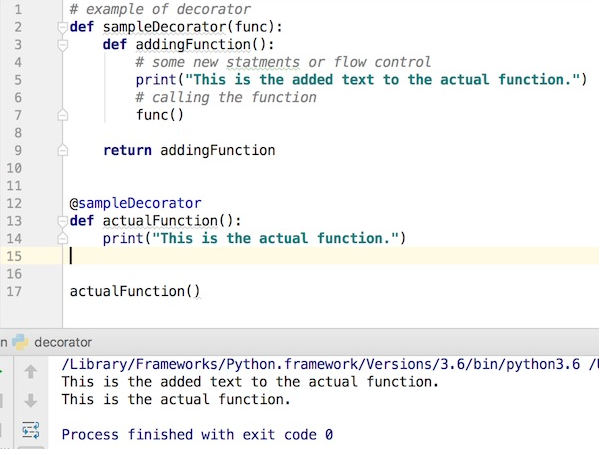 1 # example of decorator
2 def sampleDecorator(func):
3     def addingFunction():
4         # some new statments or flow control
5         print("This is the added text to the actual function.")
6         # calling the function
7         func()
8
9     return addingFunction
10
11
12 @sampleDecorator
13 def actualFunction():
14     print("This is the actual function.")
15
16
17 actualFunction()
n decorator
/Library/Frameworks/Python.framework/Versions/3.6/bin/python3.6 /U
This is the added text to the actual function.
This is the actual function.
Process finished with exit code 0